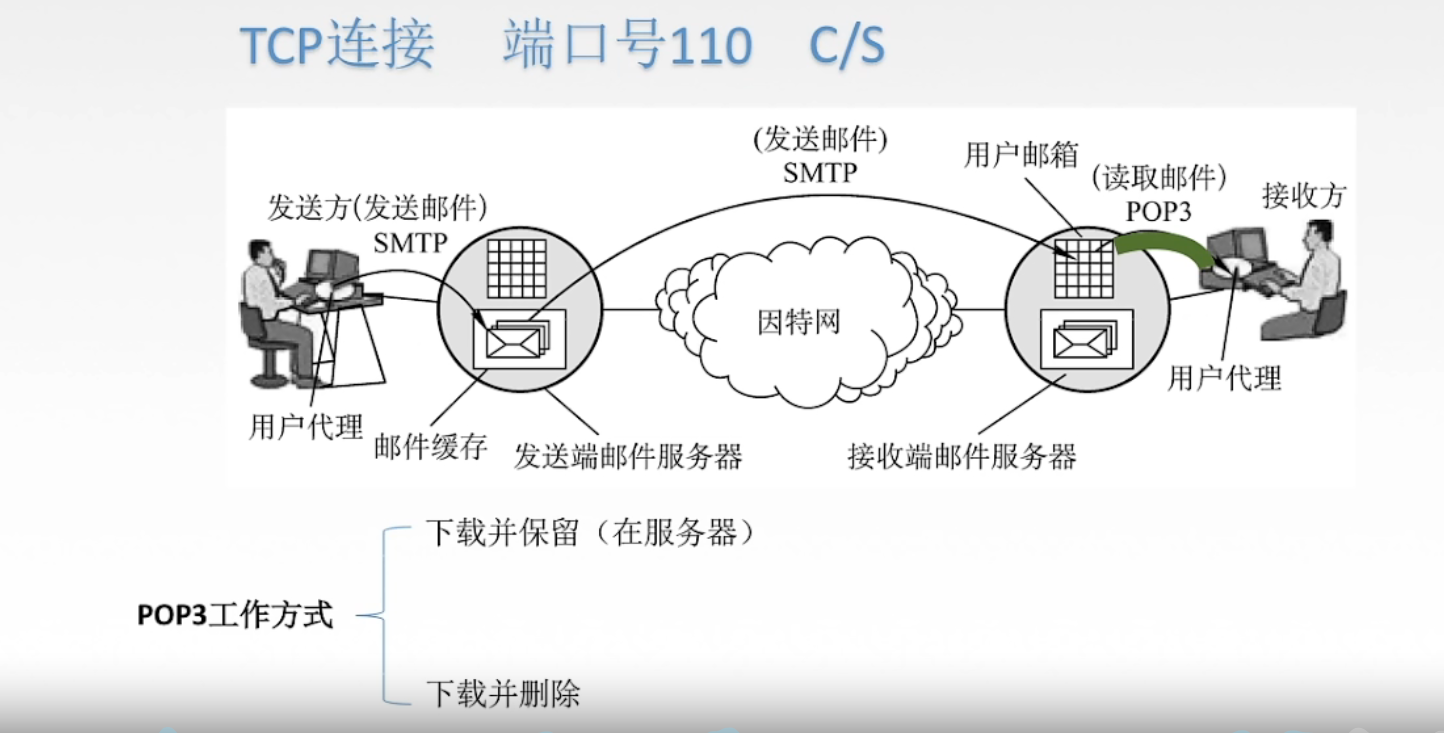 TCP连接 端口号110 C/S
(发送邮件)
SMTP
用户邮箱
(读取邮件)
POP3
接收方
发送方(发送邮件)
SMTP
因特网
用户代理
用户代理
邮件缓存
发送端邮件服务器
接收端邮件服务器
下载并保留（在服务器）
POP3工作方式
下载并删除